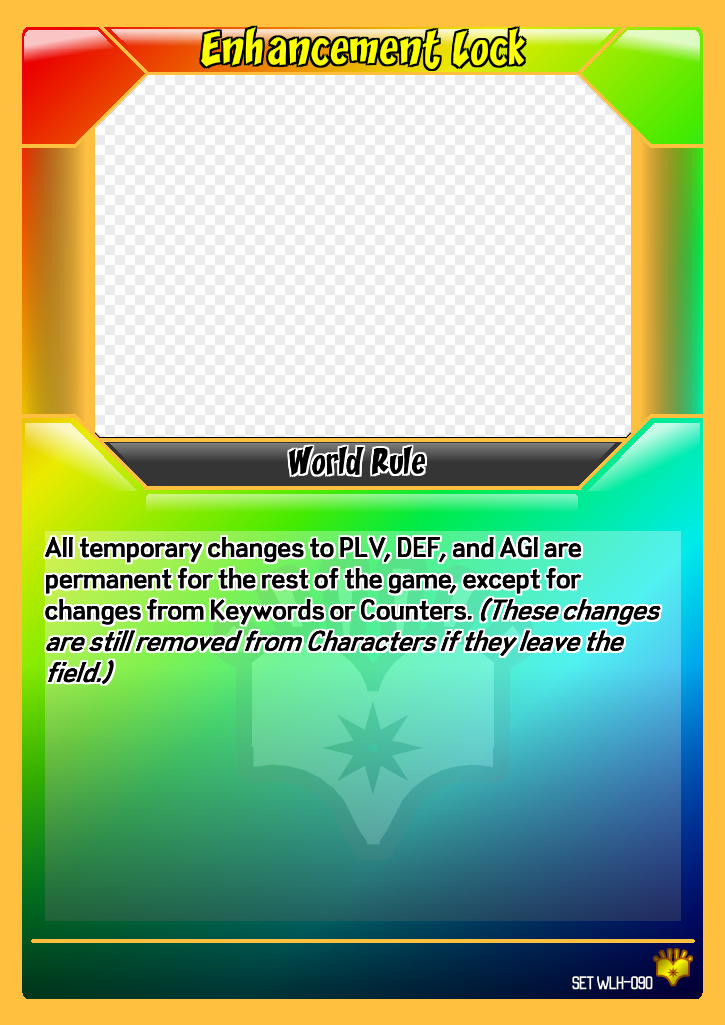 Enhancement Lock
World Rule
All temporary changes to PLV, DEF, and AGI are
permanent for the rest of the game, except for
changes from Keywords or Counters. (These changes
are still removed from Characters if they leave the
field.)
SET WLH-090